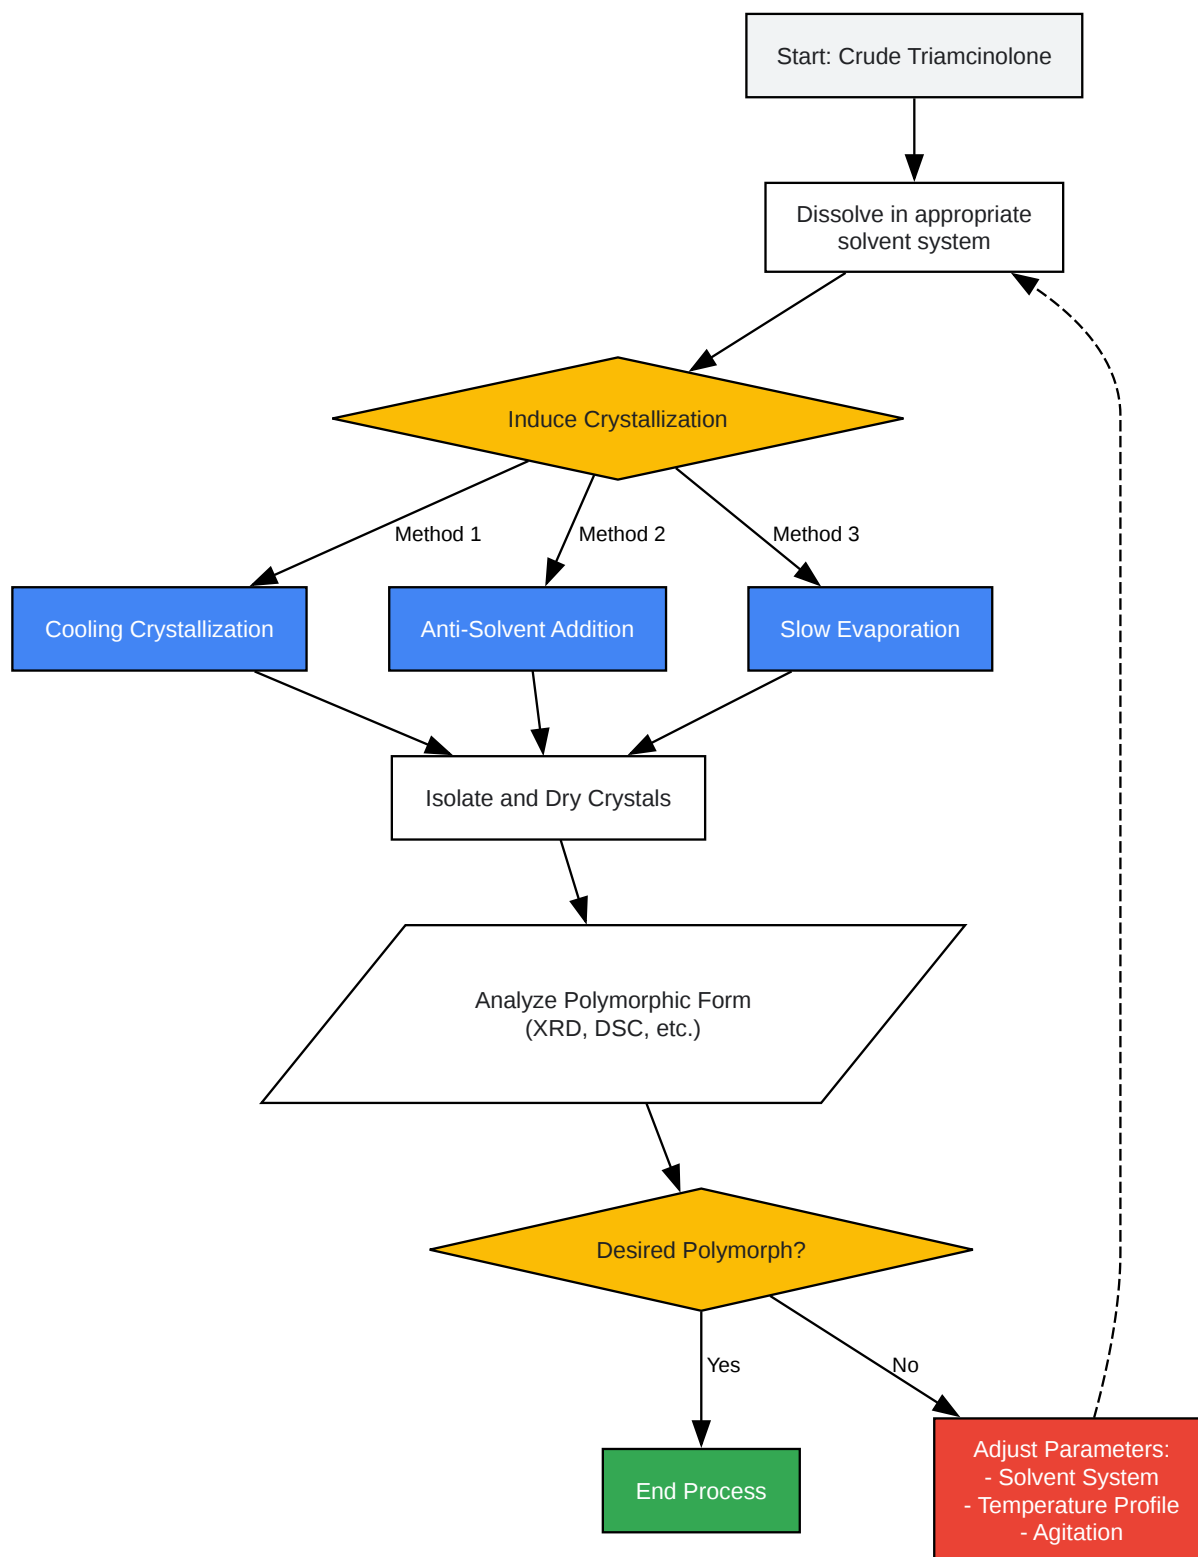 Start: Crude Triamcinolone
Dissolve in appropriate
solvent system
Induce Crystallization
Method 1
Method 2
Method 3
Cooling Crystallization
Anti-Solvent Addition
Slow Evaporation
Isolate and Dry Crystals
Analyze Polymorphic Form
(XRD, DSC, etc.)
Desired Polymorph?
Yes
No
End Process
Adjust Parameters:
- Solvent System
- Temperature Profile
- Agitation